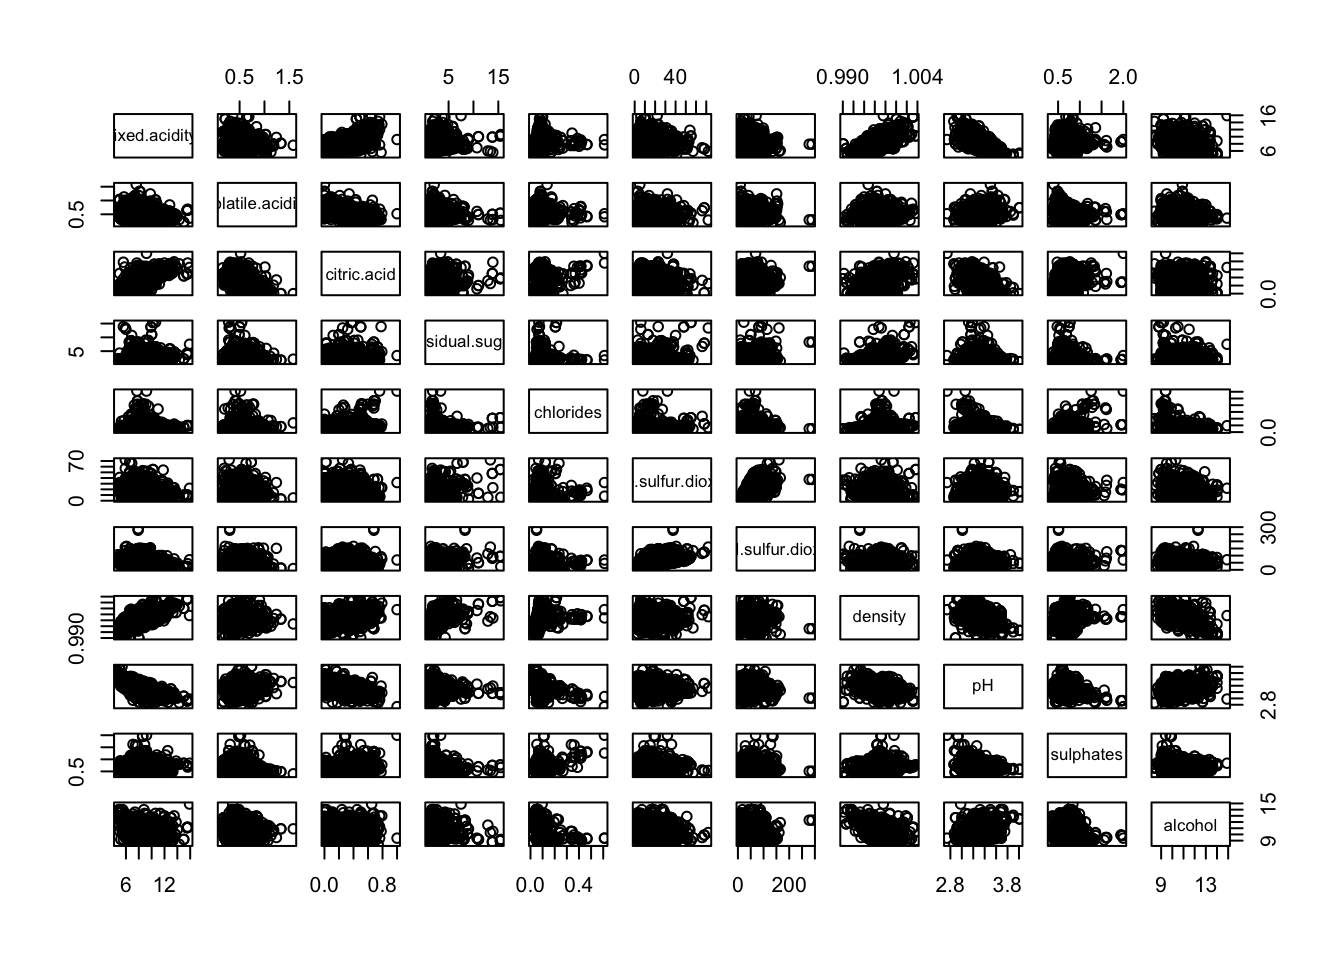 0.5 1.5 5 15 0 40 0.990 1.004 0.5 2.0
ixed.acidity 16 6
0.5 olatile.acidi
citric.acid 0.0
5 sidual.sug
chlorides 0.0
70 0 .sulfur.diox
l.sulfur.diox 300 0
0.990 density
pH 2.8
0.5 sulphates
alcohol 15 9
6 12 0.0 0.8 0.0 0.4 0 200 2.8 3.8 9 13